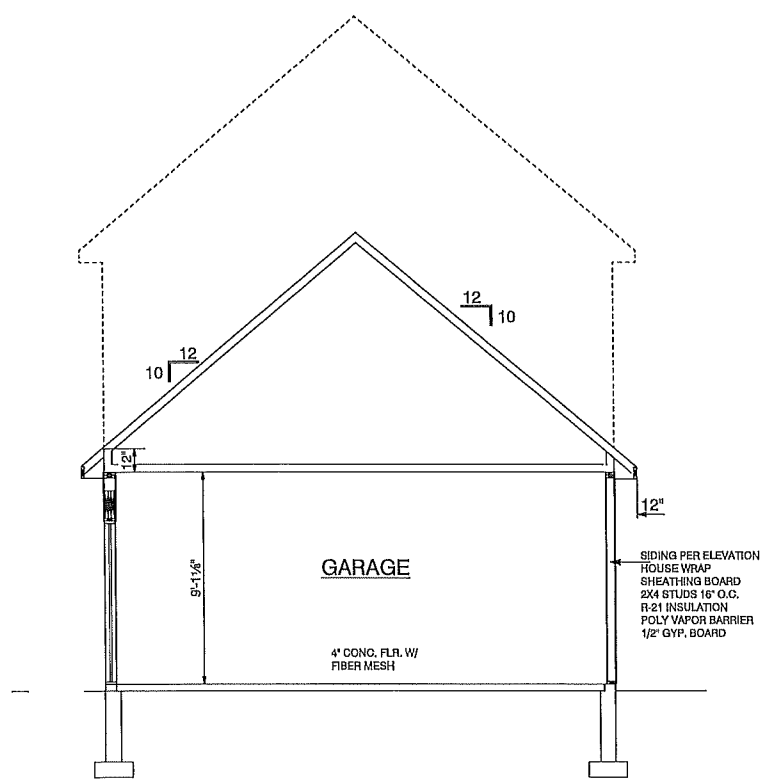 12
10
12
10
12"
12"
9'-1⅛"
GARAGE
SIDING PER ELEVATION
HOUSE WRAP
SHEATHING BOARD
2X4 STUDS 16" O.C.
R-21 INSULATION
POLY VAPOR BARRIER
1/2" GYP. BOARD
4" CONC. FLR. W/
FIBER MESH